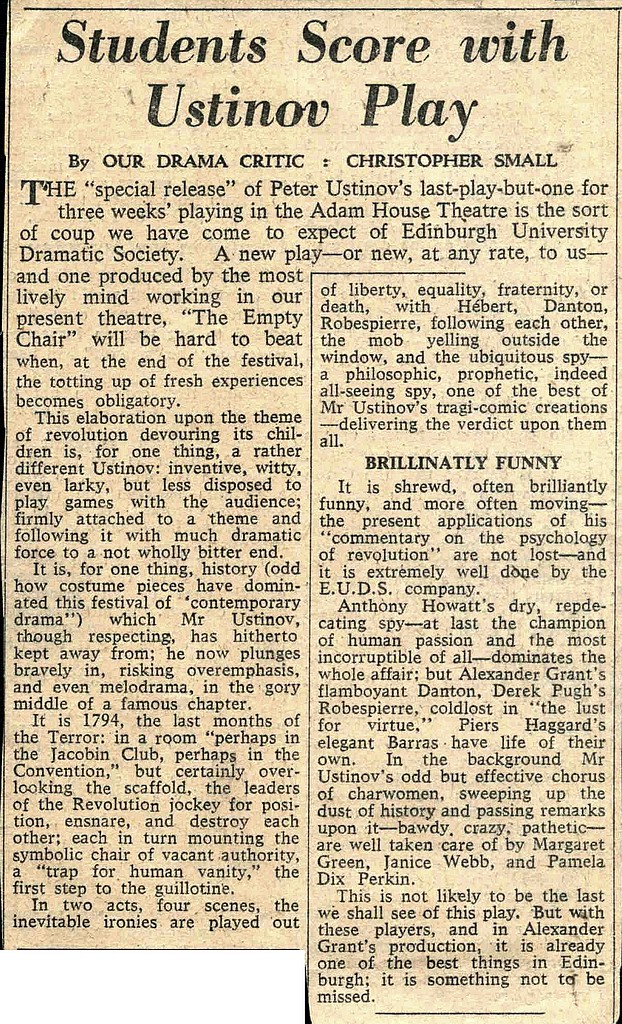 Students Score with
Ustinov Play
By OUR DRAMA CRITIC : CHRISTOPHER SMALL
THE "special release" of Peter Ustinov's last-play-but-one for
three weeks' playing in the Adam House Theatre is the sort
of coup we have come to expect of Edinburgh University
Dramatic Society. A new play—or new, at any rate, to us—
and one produced by the most
lively mind working in our
present theatre, "The Empty
Chair" will be hard to beat
when, at the end of the festival,
the totting up of fresh experiences
becomes obligatory.
This elaboration upon the theme
of revolution devouring its chil-
dren is, for one thing, a rather
different Ustinov: inventive, witty,
even larky, but less disposed to
play games with the audience;
firmly attached to a theme and
following it with much dramatic
force to a not wholly bitter end.
It is, for one thing, history (odd
how costume pieces have domin-
ated this festival of 'contemporary
drama") which Mr Ustinov,
though respecting, has hitherto
kept away from; he now plunges
bravely in, risking overemphasis,
and even melodrama, in the gory
middle of a famous chapter.
It is 1794, the last months of
the Terror: in a room "perhaps in
the Jacobin Club, perhaps in the
Convention," but certainly over-
looking the scaffold, the leaders
of the Revolution jockey for posi-
tion, ensnare, and destroy each
other; each in turn mounting the
symbolic chair of vacant authority,
a "trap for human vanity," the
first step to the guillotine.
In two acts, four scenes, the
inevitable ironies are played out
of liberty, equality, fraternity, or
death, with Hébert, Danton,
Robespierre, following each other,
the mob yelling outside the
window, and the ubiquitous spy—
a philosophic, prophetic, indeed
all-seeing spy, one of the best of
Mr Ustinov's tragi-comic creations
—delivering the verdict upon them
all.
BRILLINATLY FUNNY
It is shrewd, often brilliantly
funny, and more often moving—
the present applications of his
"commentary on the psychology
of revolution" are not lost—and
it is extremely well done by the
E.U.D.S. company.
Anthony Howatt's dry, repde-
cating spy—at last the champion
of human passion and the most
incorruptible of all—dominates the
whole affair; but Alexander Grant's
flamboyant Danton, Derek Pugh's
Robespierre, coldlost in "the lust
for virtue," Piers Haggard's
elegant Barras have life of their
own. In the background Mr
Ustinov's odd but effective chorus
of charwomen, sweeping up the
dust of history and passing remarks
upon it—bawdy, crazy, pathetic—
are well taken care of by Margaret
Green, Janice Webb, and Pamela
Dix Perkin.
This is not likely to be the last
we shall see of this play. But with
these players, and in Alexander
Grant's production, it is already
one of the best things in Edin-
burgh; it is something not to be
missed.